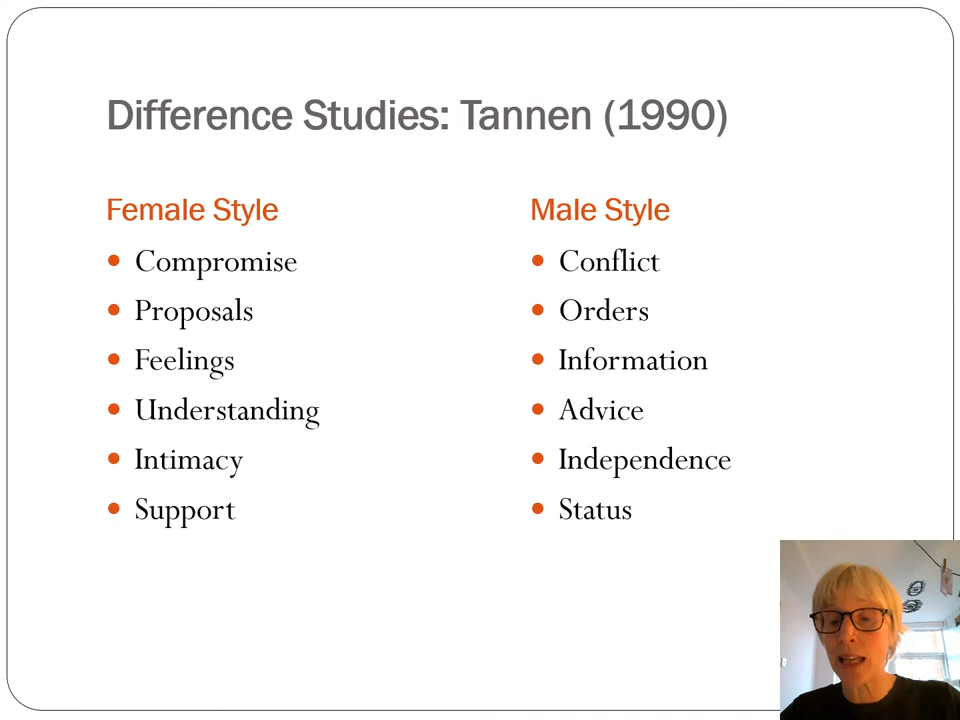 Difference Studies: Tannen (1990)
Female Style
Compromise
Proposals
Feelings
Understanding
Intimacy
Support
Male Style
Conflict
Orders
Information
Advice
Independence
Status